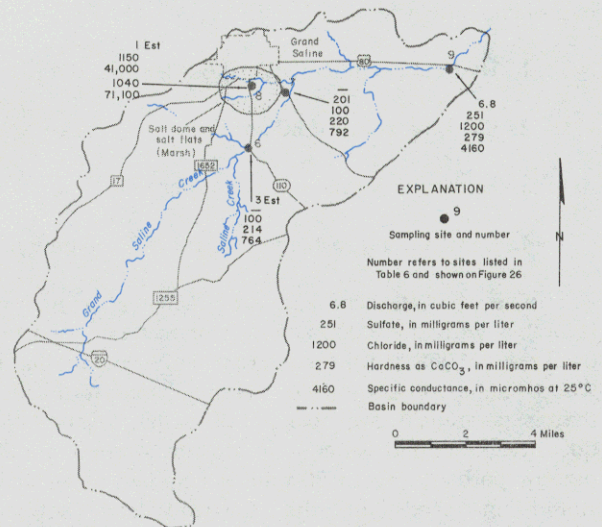 1 Est
1150
41,000
1040
71,100
Grand
Saline
80
9
8
7
201
100
220
792
6.8
251
1200
279
4160
Salt dome and
salt flats
(Marsh)
6
1652
17
110
3 Est
100
214
764
Grand Saline Creek
Saline Creek
1255
20
EXPLANATION
9
Sampling site and number
Number refers to sites listed in
Table 6 and shown on Figure 26
N
6.8 Discharge, in cubic feet per second
251 Sulfate, in milligrams per liter
1200 Chloride, in milligrams per liter
279 Hardness as CaCO3, in milligrams per liter
4160 Specific conductance, in micromhos at 25°C
Basin boundary
0 2 4 Miles